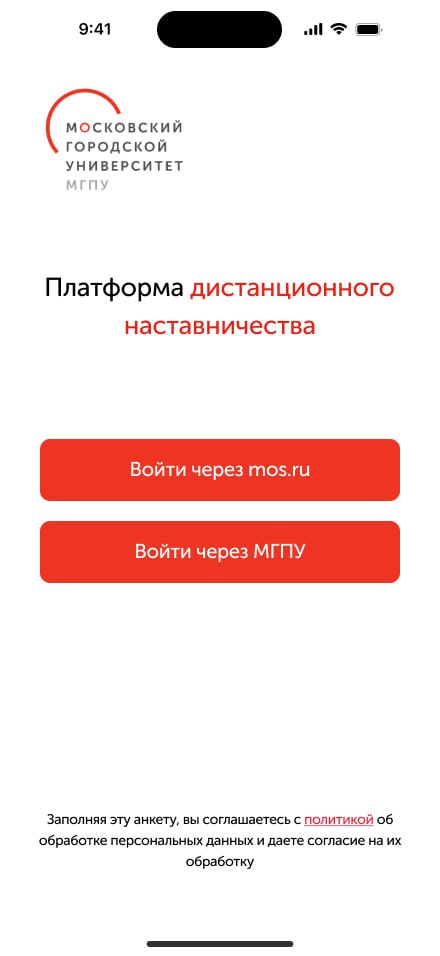 9:41
МОСКОВСКИЙ
ГОРОДСКОЙ
УНИВЕРСИТЕТ
МГПУ
Платформа дистанционного
наставничества
Войти через mos.ru
Войти через МГПУ
Заполняя эту анкету, вы соглашаетесь с политикой об
обработке персональных данных и даете согласие на их
обработку